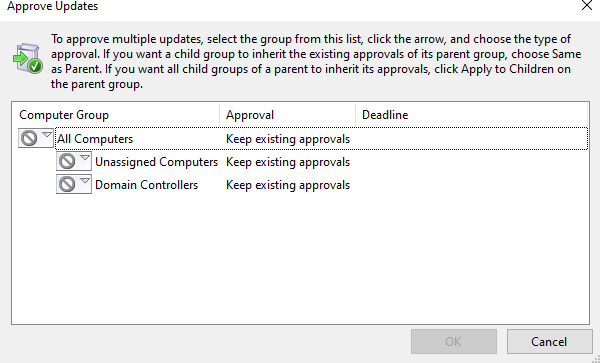 Approve Updates
To approve multiple updates, select the group from this list, click the arrow, and choose the type of
approval. If you want a child group to inherit the existing approvals of its parent group, choose Same
as Parent. If you want all child groups of a parent to inherit its approvals, click Apply to Children on
the parent group.
Computer Group Approval Deadline
All Computers Keep existing approvals
Unassigned Computers Keep existing approvals
Domain Controllers Keep existing approvals
OK Cancel